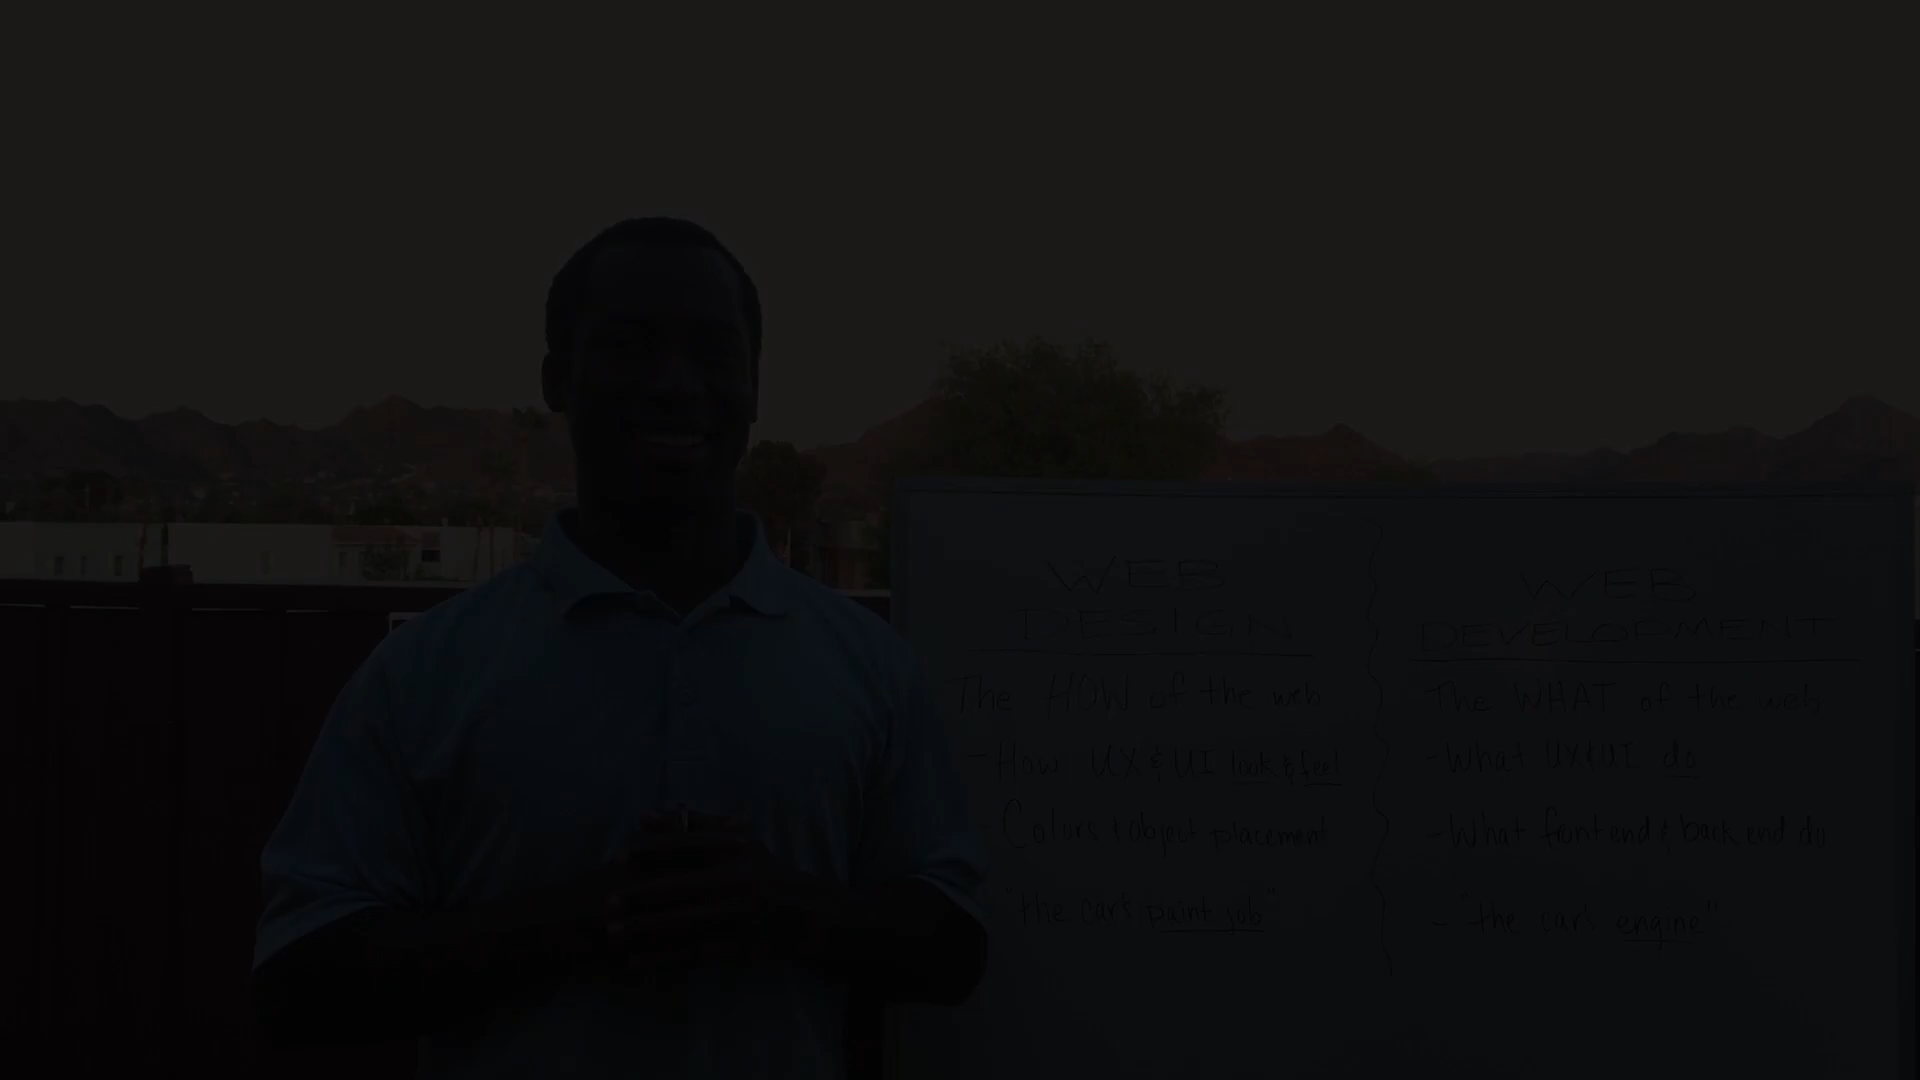 WEB
DESIGN
The HOW of the web
-How UX & UI look & feel
Colors & object placement
"the car's paint job"
WEB
DEVELOPMENT
The WHAT of the web
-What UX & UI do
-What front end & back end do
- "the car's engine"